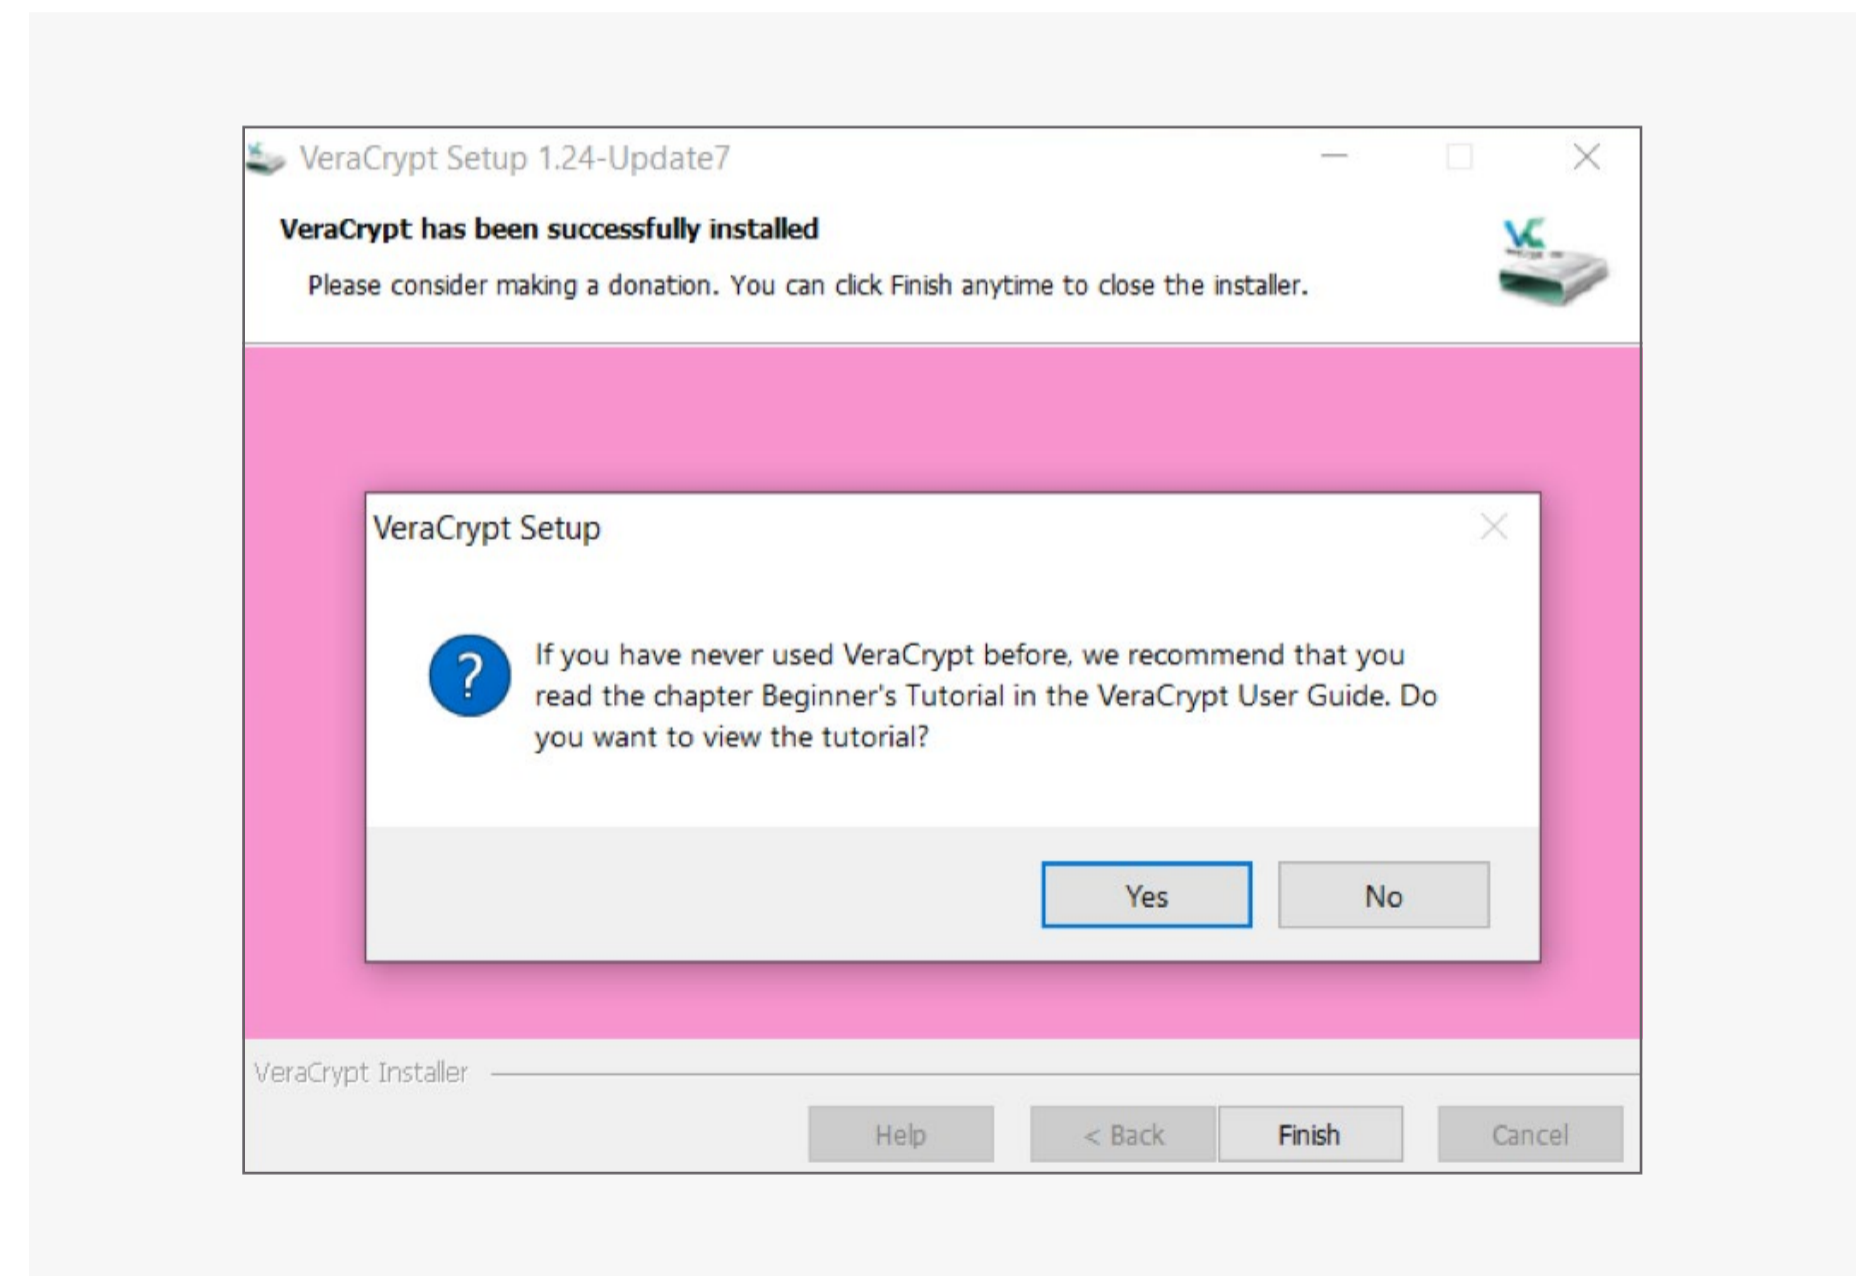 VeraCrypt Setup 1.24-Update7
VeraCrypt has been successfully installed
Please consider making a donation. You can click Finish anytime to close the installer.
VeraCrypt Setup
If you have never used VeraCrypt before, we recommend that you
read the chapter Beginner's Tutorial in the VeraCrypt User Guide. Do
you want to view the tutorial?
Yes
No
VeraCrypt Installer
Help
< Back
Finish
Cancel